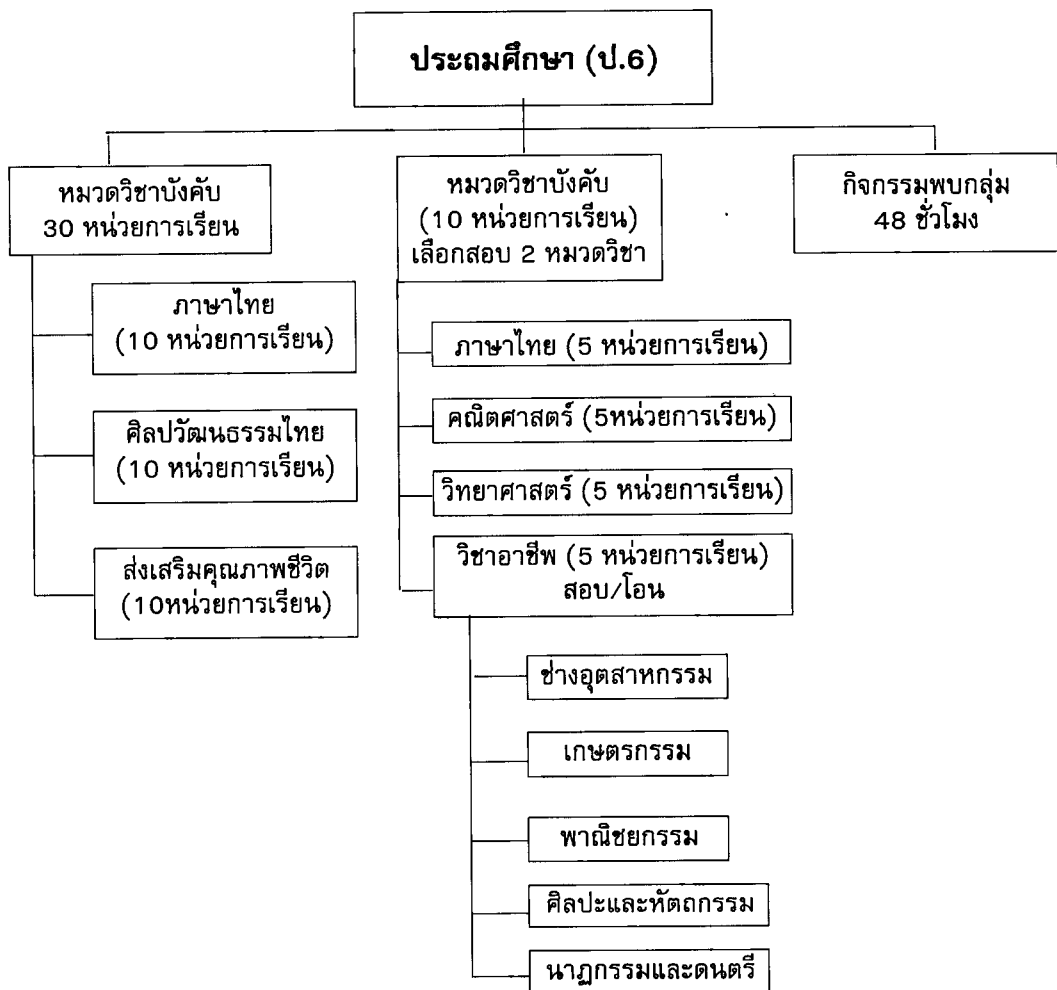 ประถมศึกษา (ป.6)
หมวดวิชาบังคับ
30 หน่วยการเรียน
ภาษาไทย
(10 หน่วยการเรียน)
ศิลปวัฒนธรรมไทย
(10 หน่วยการเรียน)
ส่งเสริมคุณภาพชีวิต
(10หน่วยการเรียน)
หมวดวิชาบังคับ
(10 หน่วยการเรียน)
เลือกสอบ 2 หมวดวิชา
ภาษาไทย (5 หน่วยการเรียน)
คณิตศาสตร์ (5หน่วยการเรียน)
วิทยาศาสตร์ (5 หน่วยการเรียน)
วิชาอาชีพ (5 หน่วยการเรียน)
สอบ/โอน
ช่างอุตสาหกรรม
เกษตรกรรม
พาณิชยกรรม
ศิลปะและหัตถกรรม
นาฏกรรมและดนตรี
กิจกรรมพบกลุ่ม
48 ชั่วโมง